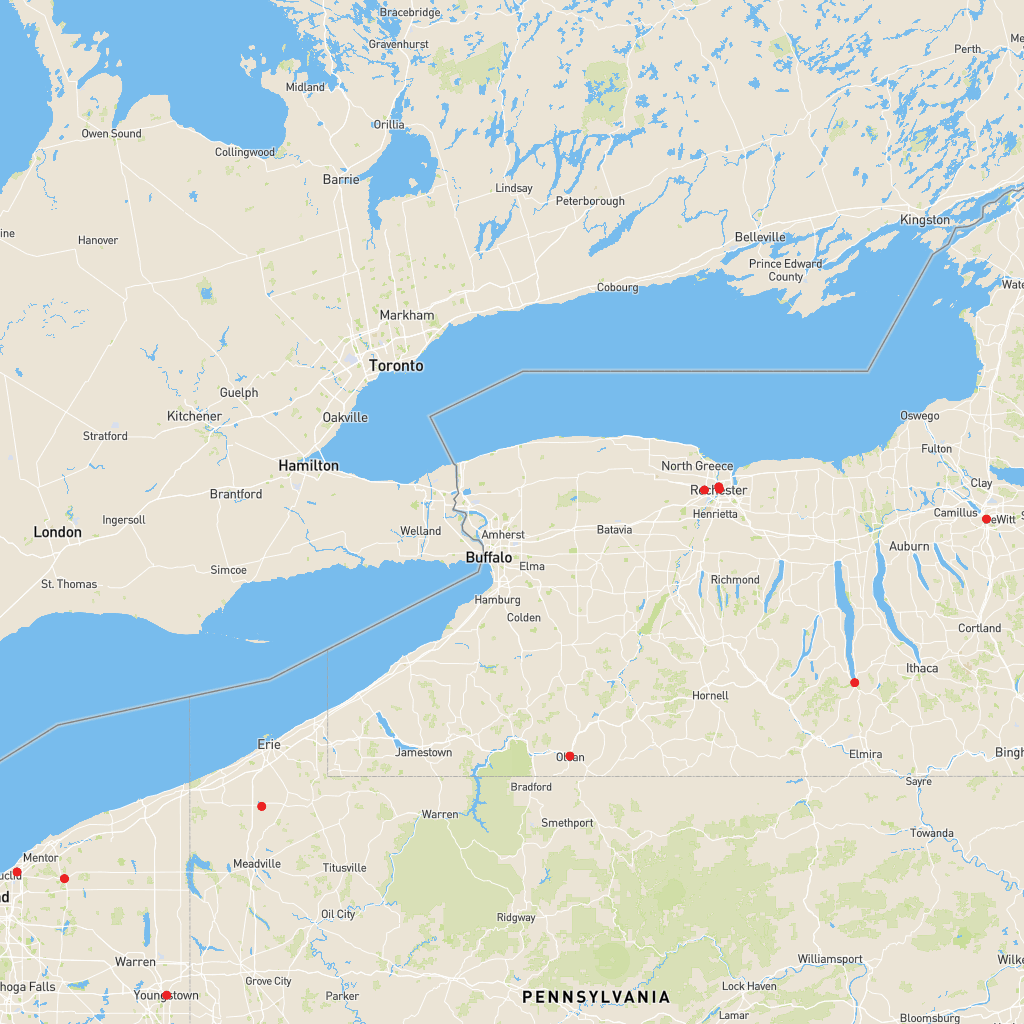 Bracebridge
Gravenhurst
Perth
Me
Midland
Orillia
Owen Sound
Collingwood
Barrie
Lindsay
Peterborough
Kingston
ine
Hanover
Belleville
Prince Edward
County
Cobourg
Wate
Markham
Toronto
Guelph
Kitchener
Oakville
Oswego
Stratford
Fulton
Hamilton
North Greece
Clay
Brantford
Rochester
Camillus
eWitt
S
Henrietta
Ingersoll
London
Welland
Amherst
Batavia
Auburn
Buffalo
Elma
Simcoe
St. Thomas
Richmond
Hamburg
Colden
Cortland
Ithaca
Hornell
Erie
Jamestown
Olean
Elmira
Bingh
Sayre
Bradford
Warren
Smethport
Towanda
Mentor
Meadville
Titusville
uclid
d
Oil City
Ridgway
Warren
Williamsport
Wilke
hoga Falls
Grove City
Lock Haven
Youngstown
Parker
PENNSYLVANIA
Lamar
Bloomsburg